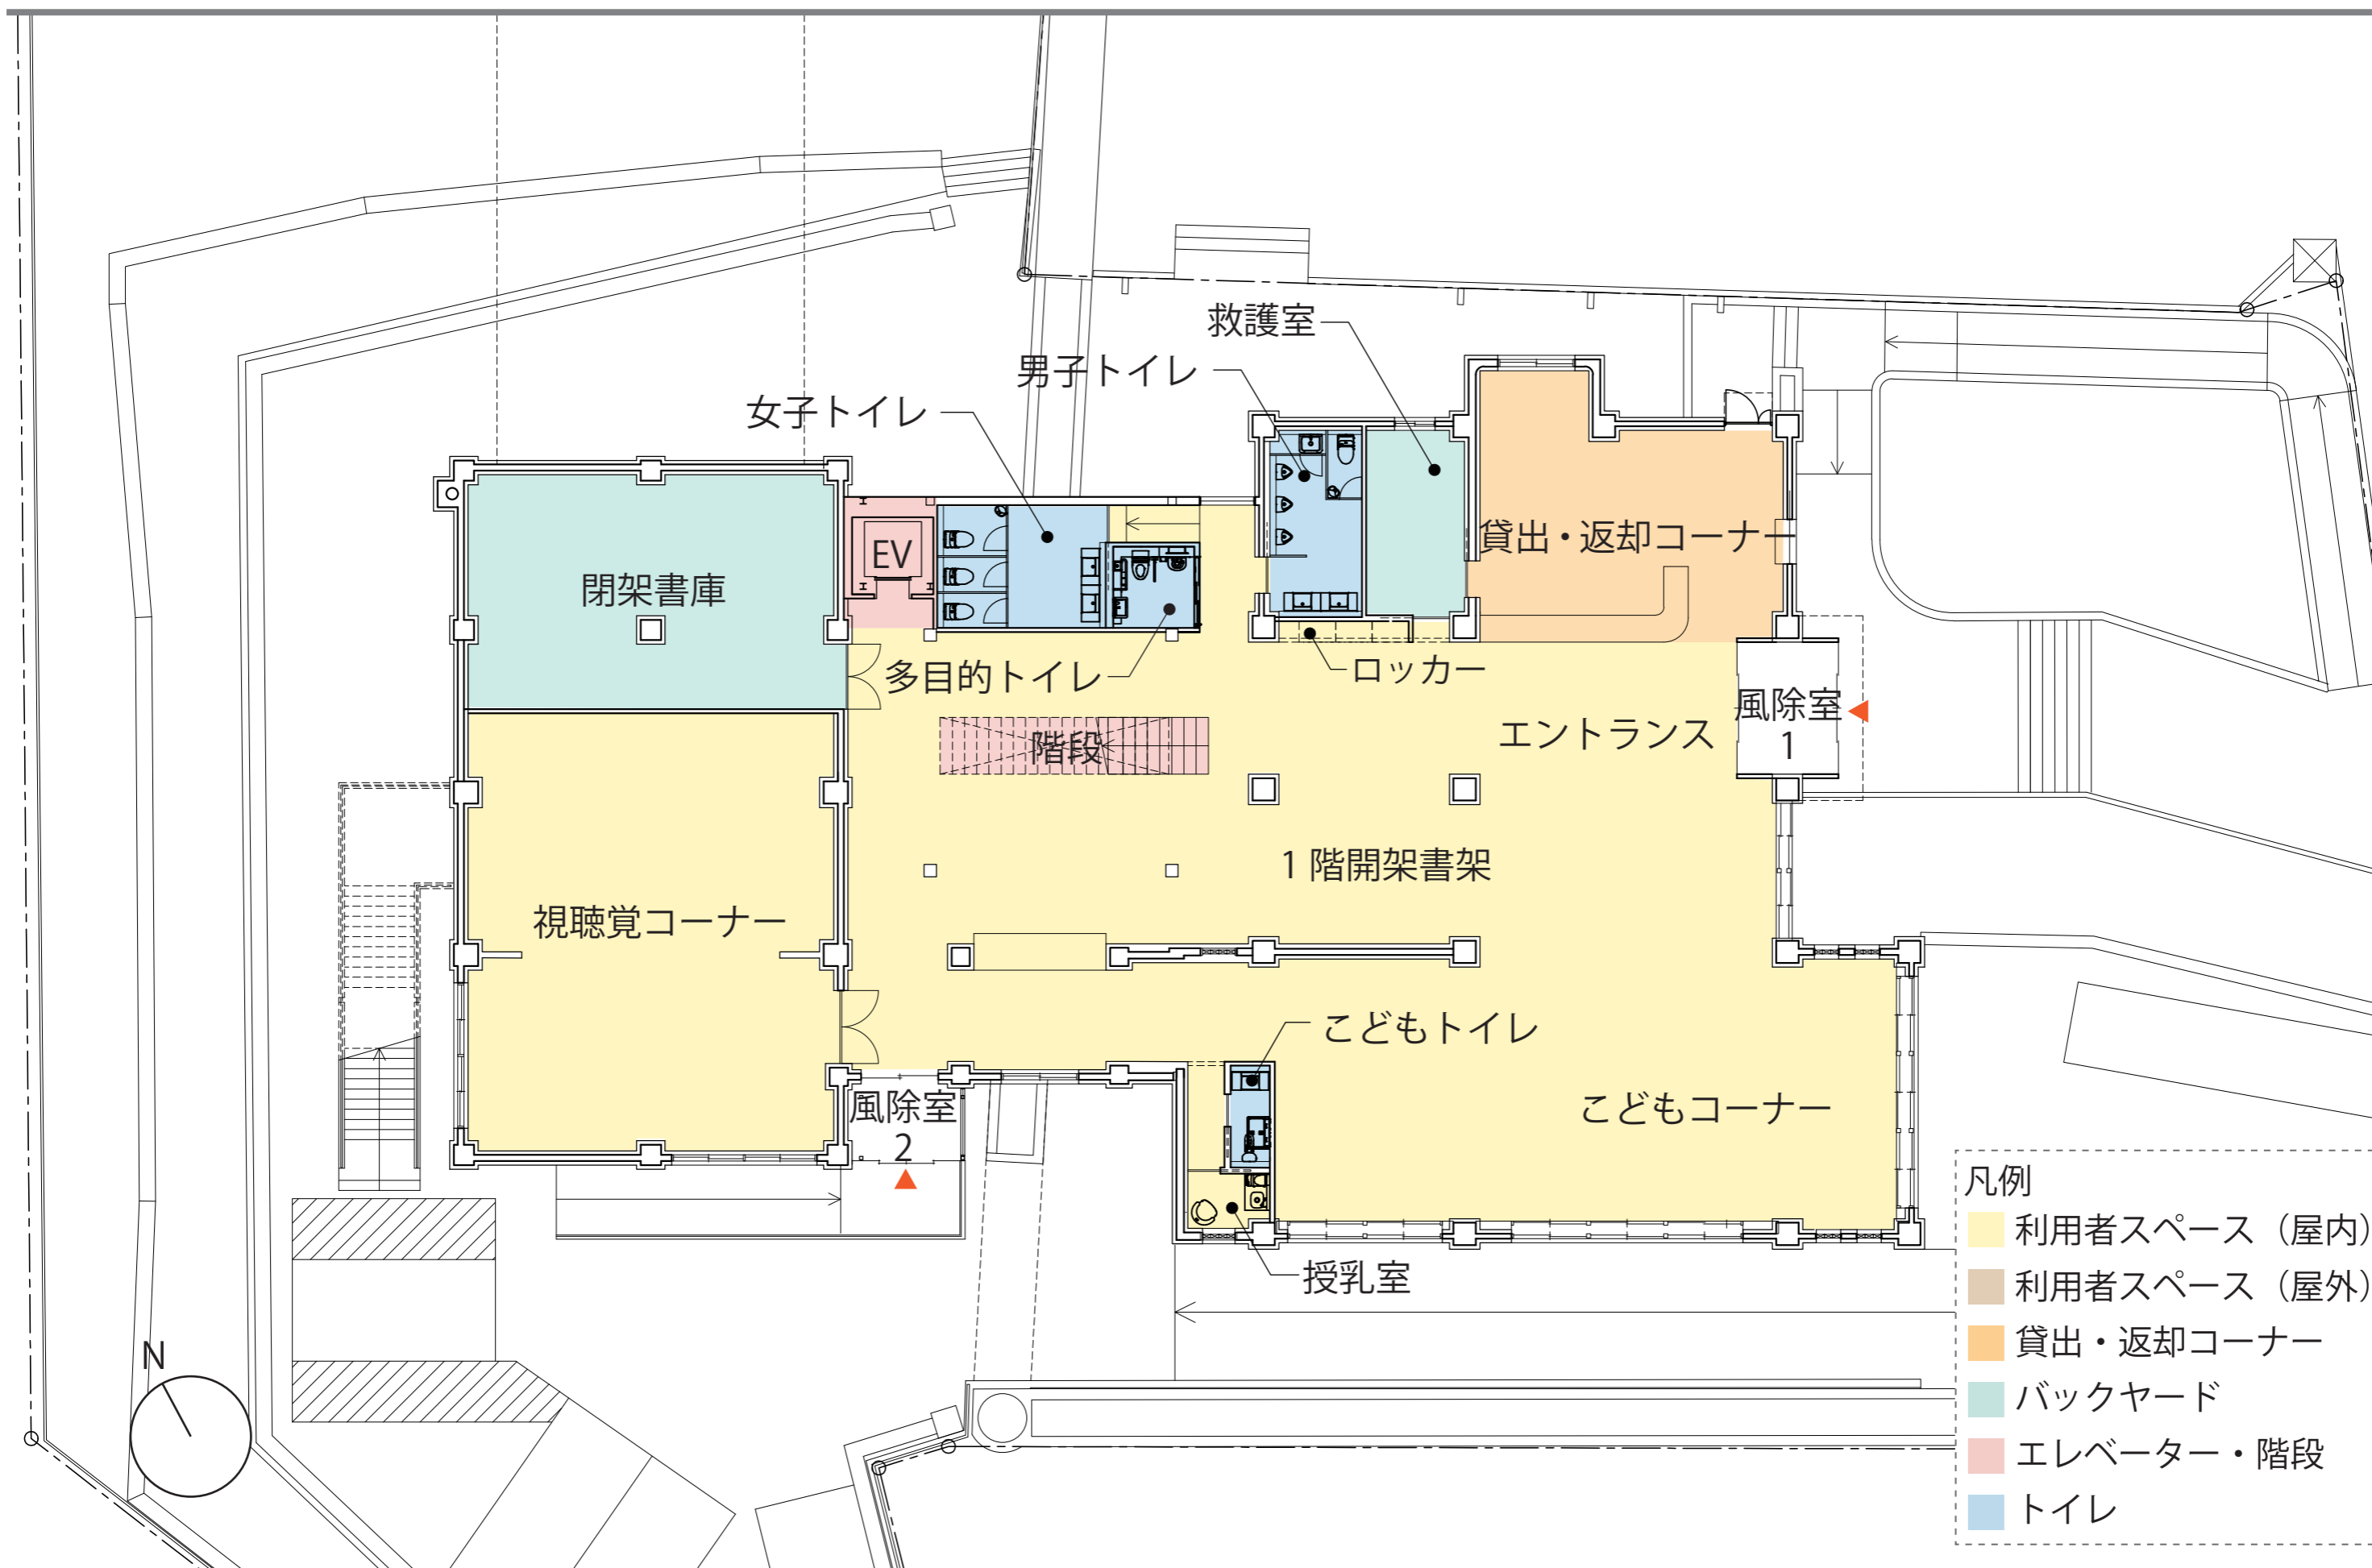 救護室
男子トイレ
女子トイレ
EV
貸出・返却コーナー
閉架書庫
多目的トイレ
ロッカー
階段
エントランス
風除室
1
1 階開架書架
視聴覚コーナー
こどもトイレ
こどもコーナー
風除室
2
授乳室
N
凡例
利用者スペース（屋内）
利用者スペース（屋外）
貸出・返却コーナー
バックヤード
エレベーター・階段
トイレ